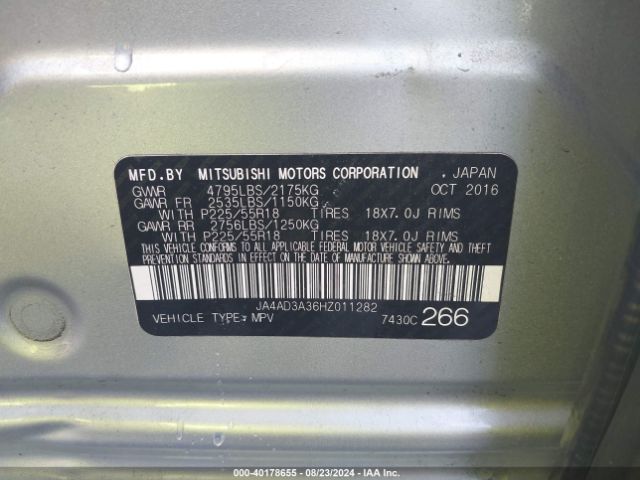 MFD.BY MITSUBISHI MOTORS CORPORATION . JAPAN
GVWR 4795LBS/2175KG OCT 2016
GAWR FR 2535LBS/1150KG
WITH P225/55R18 TIRES 18X7.0J RIMS
GAWR RR 2756LBS/1250KG
WITH P225/55R18 TIRES 18X7.0J RIMS
THIS VEHICLE CONFORMS TO ALL APPLICABLE FEDERAL MOTOR VEHICLE SAFETY AND THEFT
PREVENTION STANDARDS IN EFFECT ON THE DATE OF MANUFACTURE SHOWN ABOVE.
JA4AD3A36HZ011282
VEHICLE TYPE: MPV 7430C 266
000-40178655 - 08/23/2024 - IAA Inc.